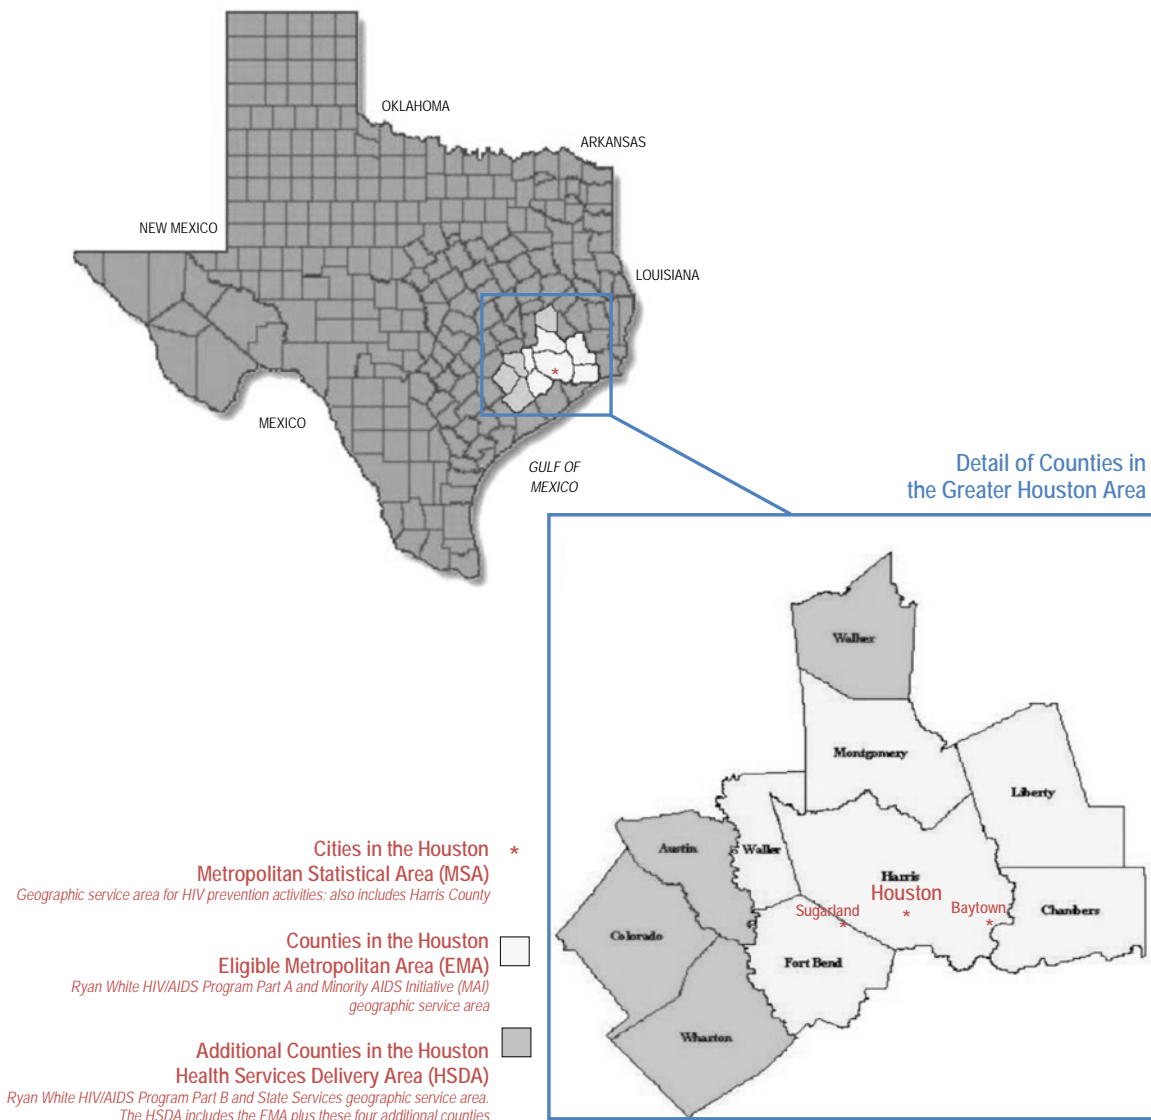 OKLAHOMA
ARKANSAS
NEW MEXICO
LOUISIANA
MEXICO
GULF OF
MEXICO
*
Detail of Counties in
the Greater Houston Area
Walker
Montgomery
Liberty
Austin
Waller
Harris
Houston
*
Sugarland
*
Baytown
*
Chambers
Colorado
Fort Bend
Wharton
Cities in the Houston *
Metropolitan Statistical Area (MSA)
Geographic service area for HIV prevention activities; also includes Harris County
Counties in the Houston
Eligible Metropolitan Area (EMA)
Ryan White HIV/AIDS Program Part A and Minority AIDS Initiative (MAI)
geographic service area
Additional Counties in the Houston
Health Services Delivery Area (HSDA)
Ryan White HIV/AIDS Program Part B and State Services geographic service area.
The HSDA includes the EMA plus these four additional counties